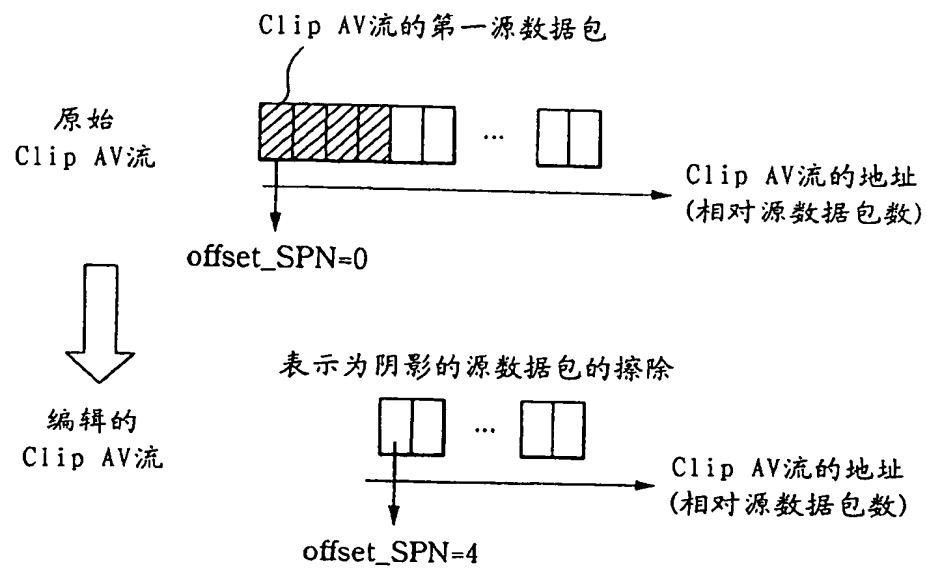 Clip AV流的第一源数据包
原始
Clip AV流
...
Clip AV流的地址
(相对源数据包数)
offset_SPN=0
表示为阴影的源数据包的擦除
编辑的
Clip AV流
...
Clip AV流的地址
(相对源数据包数)
offset_SPN=4